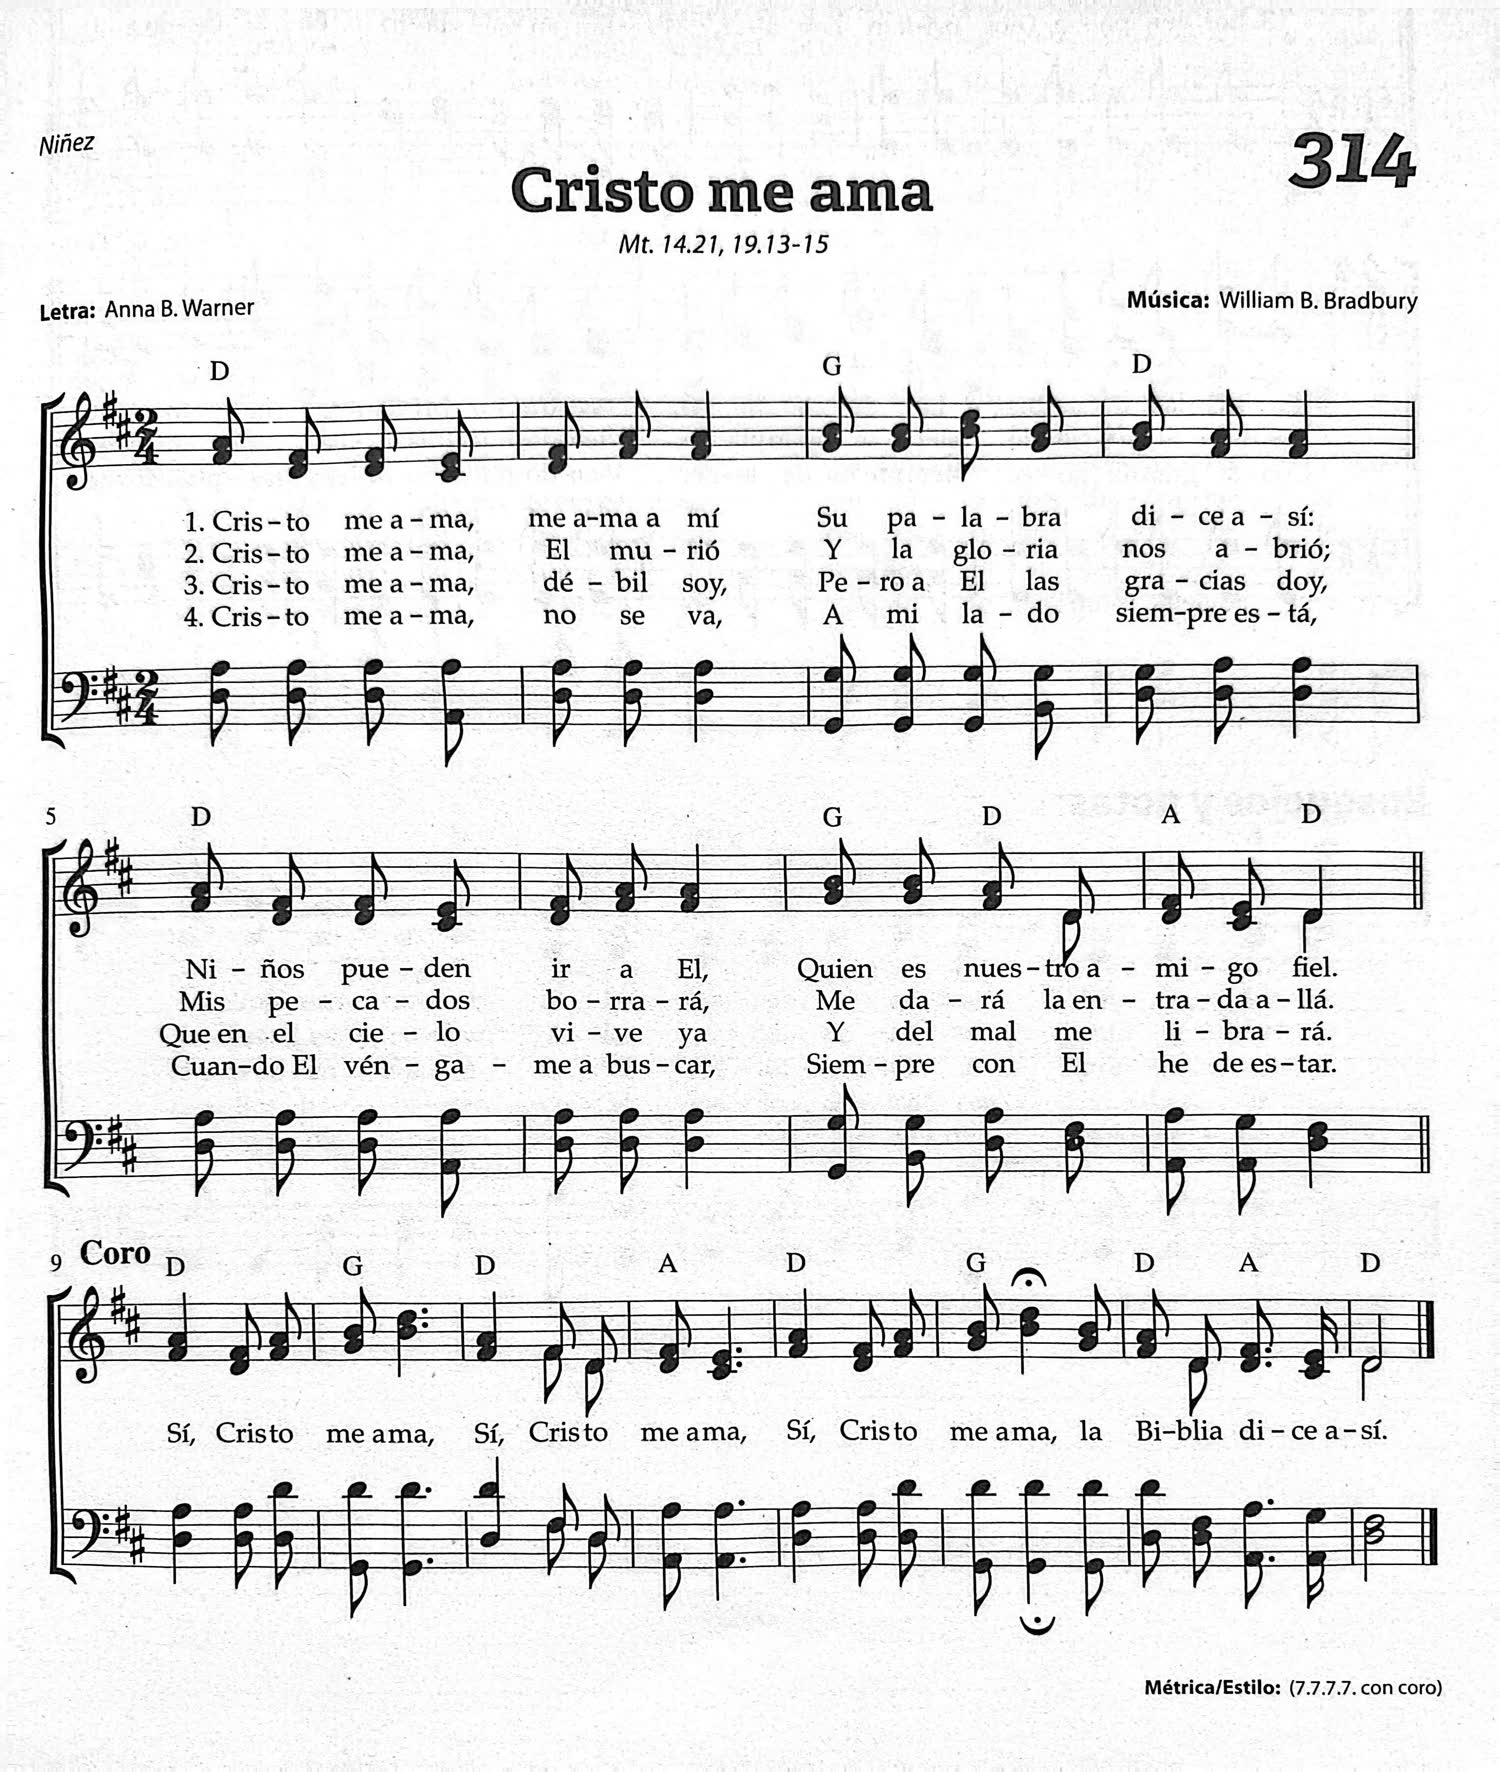 Niñez
314
Cristo me ama
Mt. 14.21, 19.13-15
Letra: Anna B. Warner
Música: William B. Bradbury
D G D
2/4
1. Cris–to me a–ma, me a–ma a mí Su pa – la – bra di – ce a – sí:
2. Cris–to me a–ma, El mu – rió Y la glo – ria nos a – brió;
3. Cris–to me a–ma, dé – bil soy, Pe – ro a El las gra – cias doy,
4. Cris–to me a–ma, no se va, A mi la – do siem–pre es – tá,
2/4
5 D G D A D
Ni – ños pue – den ir a El, Quien es nues–tro a – mi – go fiel.
Mis pe – ca – dos bo – rra – rá, Me da – rá la en – tra – da a – llá.
Que en el cie – lo vi – ve ya Y del mal me li – bra – rá.
Cuan–do El vén – ga – me a bus – car, Siem – pre con El he de es – tar.
9 Coro D G D A D G D A D
Sí, Cristo me ama, Sí, Cristo me ama, Sí, Cristo me ama, la Bi–blia di – ce a – sí.
Métrica/Estilo: (7.7.7.7. con coro)